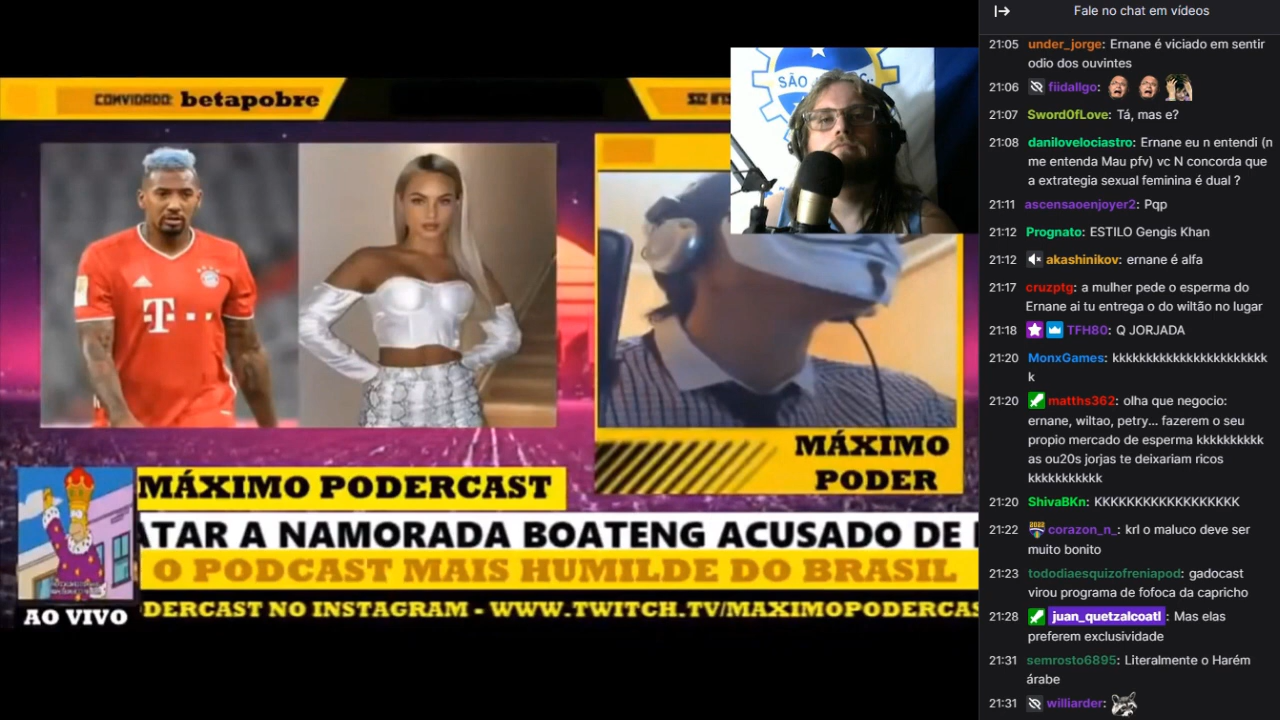 CONVIDADO: betapobre
SÃO
T
MÁXIMO
PODER
MÁXIMO PODERCAST
ATAR A NAMORADA BOATENG ACUSADO DE
O PODCAST MAIS HUMILDE DO BRASIL
AO VIVO
DERCAST NO INSTAGRAM - WWW.TWITCH.TV/MAXIMOPODERCAS
Fale no chat em vídeos
21:05 under_jorge: Ernane é viciado em sentir
odio dos ouvintes
21:06 fiidallgo:
21:07 SwordOfLove: Tá, mas e?
21:08 danilovelociastro: Ernane eu n entendi (n
me entenda Mau pfv) vc N concorda que
a extrategia sexual feminina é dual ?
21:11 ascensaoenjoyer2: Pqp
21:12 Prognato: ESTILO Gengis Khan
21:12 akashinikov: ernane é alfa
21:17 cruzptg: a mulher pede o esperma do
Ernane ai tu entrega o do wiltão no lugar
21:18 TFH80: Q JORJADA
21:20 MonxGames: kkkkkkkkkkkkkkkkkkkkkkk
k
21:20 matths362: olha que negocio:
ernane, wiltao, petry... fazerem o seu
propio mercado de esperma kkkkkkkkkk
as ou20s jorjas te deixariam ricos
kkkkkkkkkkk
21:20 ShivaBKn: KKKKKKKKKKKKKKKKKK
21:22 corazon_n_: krl o maluco deve ser
muito bonito
21:23 tododiaesquizofreniapod: gadocast
virou programa de fofoca da capricho
21:28 juan_quetzalcoatl: Mas elas
preferem exclusividade
21:31 semrosto6895: Literalmente o Harém
árabe
21:31 williarder: